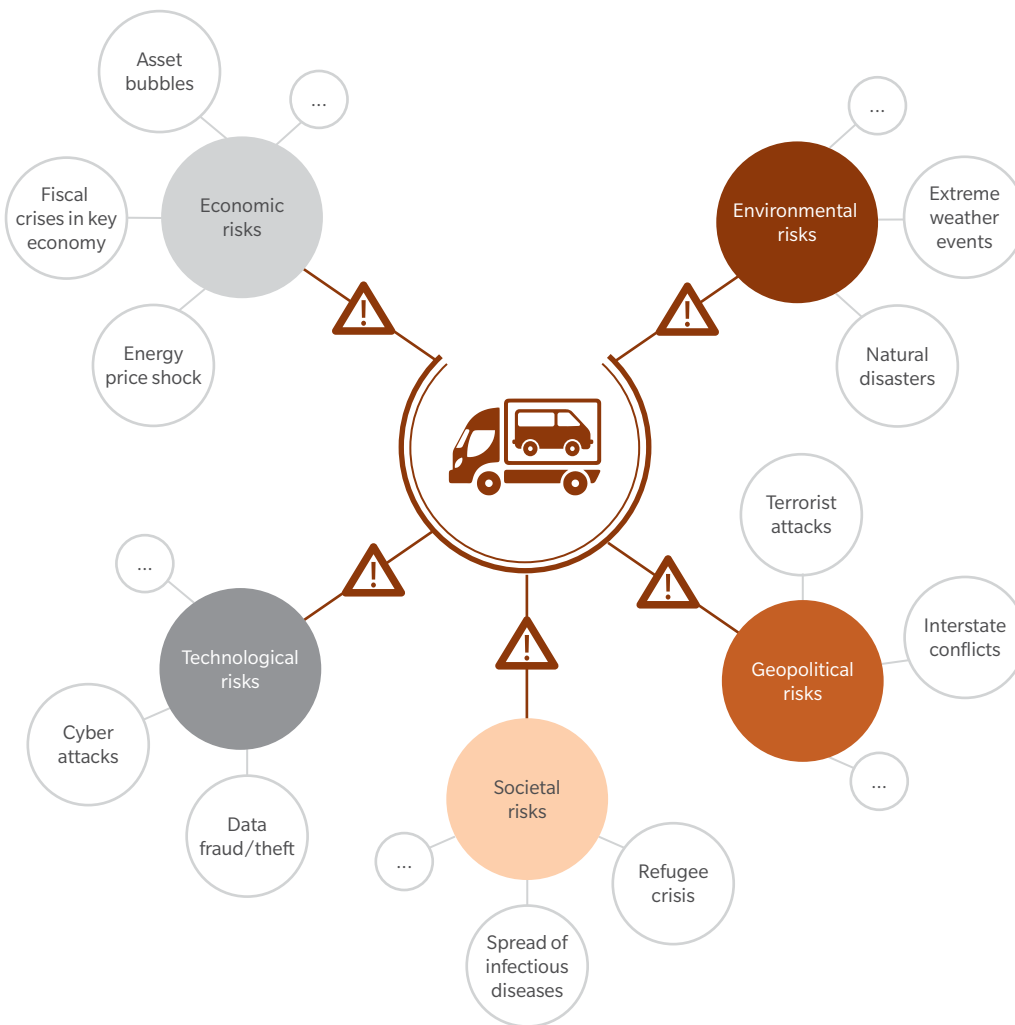 Asset
bubbles
...
Economic
risks
Fiscal
crises in key
economy
Energy
price shock
...
Environmental
risks
Extreme
weather
events
Natural
disasters
!
!
...
Technological
risks
Cyber
attacks
Data
fraud/theft
!
!
Societal
risks
...
Spread of
infectious
diseases
Refugee
crisis
!
Terrorist
attacks
Geopolitical
risks
Interstate
conflicts
...